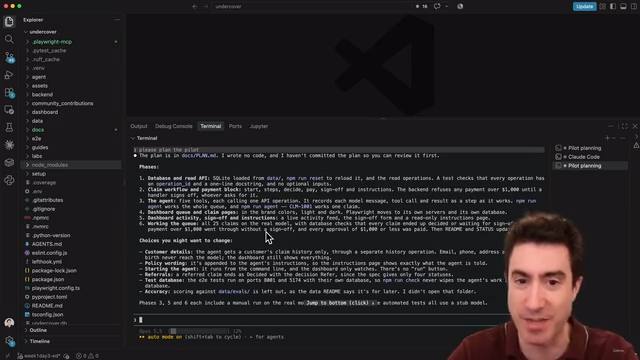 undercover
16
Update
Explorer
undercover
.playwright-mcp
.pytest_cache
.ruff_cache
.venv
agent
assets
backend
community_contributions
dashboard
data
docs
e2e
guides
labs
node_modules
setup
.coverage
.gitattributes
.gitignore
.npmrc
.python-version
AGENTS.md
eslint.config.js
lefthook.yml
package-lock.json
package.json
pyproject.toml
README.md
undercover.db
Outline
Timeline
Output Debug Console Terminal Ports Jupyter
Terminal
Pilot planning
Claude Code
Pilot planning
please plan the pilot
The plan is in docs/PLAN.md. I wrote no code, and I haven't committed the plan so you can review it first.
Phases:
1. Database and read API: SQLite loaded from data/, npm run reset to reload it, and the read operations. A test checks that every operation has
an operation_id and a one-line docstring, and no optional inputs.
2. Claim workflow and payment block: start, steps, decide, pay, sign-off and instructions. The backend refuses any payment over $1,000 until a
handler signs off, whoever asks for it.
3. The agent: five tools, each calling one API operation. It records each model message, tool call and result as a step as it works. npm run
agent works the whole queue, and npm run agent -- CLM-1001 works one claim.
4. Dashboard queue and claim pages: in the brand colors, light and dark. Playwright moves to its own servers and its own database.
5. Dashboard activity, sign-off and instructions: a live activity feed, the sign-off form and a read-only instructions page.
6. Working the queue: all 25 claims on the real model, with database checks that every claim ended up decided or waiting for sign-off, nothing over
$1,000 went through without a sign-off, and every approval of $1,000 or less was paid. Then README and STATUS updates.
Choices you might want to change:
- Customer details: the agent gets a customer's claim history only, through a separate history operation. Email, phone, address and date of
birth never reach the model; the dashboard still shows everything.
- Policy wording: it's appended to the agent's instructions, so the instructions page shows exactly what the agent is told.
- Starting the agent: it runs from the command line, and the dashboard only watches. There's no "run" button.
- Referrals: a referred claim ends as Decided with the decision Refer, since the spec gives only four statuses.
- Test database: the e2e tests run on ports 8001 and 5174 with their own database, so npm run check never wipes the agent's work
- Accuracy: scoring against data/evals/ is left out, as the data README says it's for later. I didn't open that folder.
Phases 3, 5 and 6 each include a manual run on the real mo Jump to bottom (click) automated tests all use a stub model.
12%
auto mode on (shift+tab to cycle) · ← for agents
week1day3-ed*